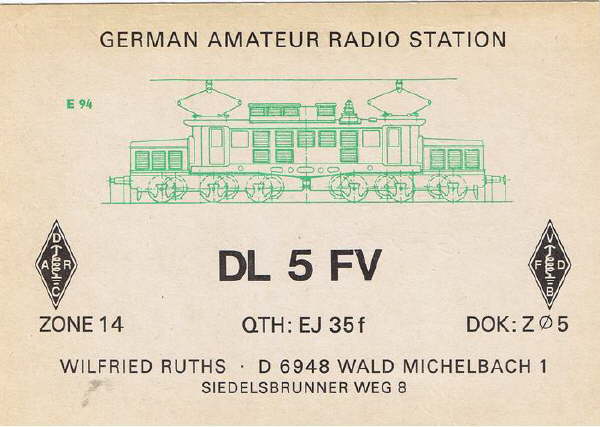 GERMAN AMATEUR RADIO STATION
E 94
D
A R
C
V
F D
B
DL 5 FV
ZONE 14
QTH: EJ 35 f
DOK: Z Ø 5
WILFRIED RUTHS · D 6948 WALD MICHELBACH 1
SIEDELSBRUNNER WEG 8